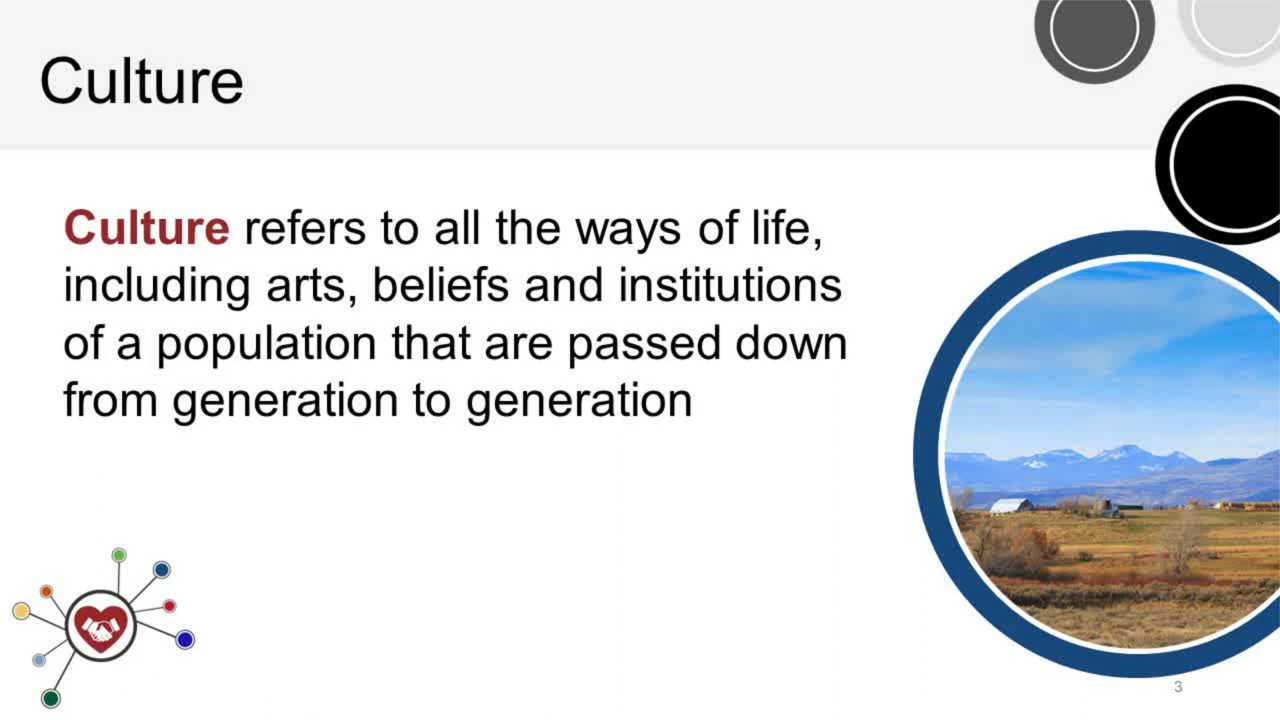 Culture
Culture refers to all the ways of life,
including arts, beliefs and institutions
of a population that are passed down
from generation to generation
3